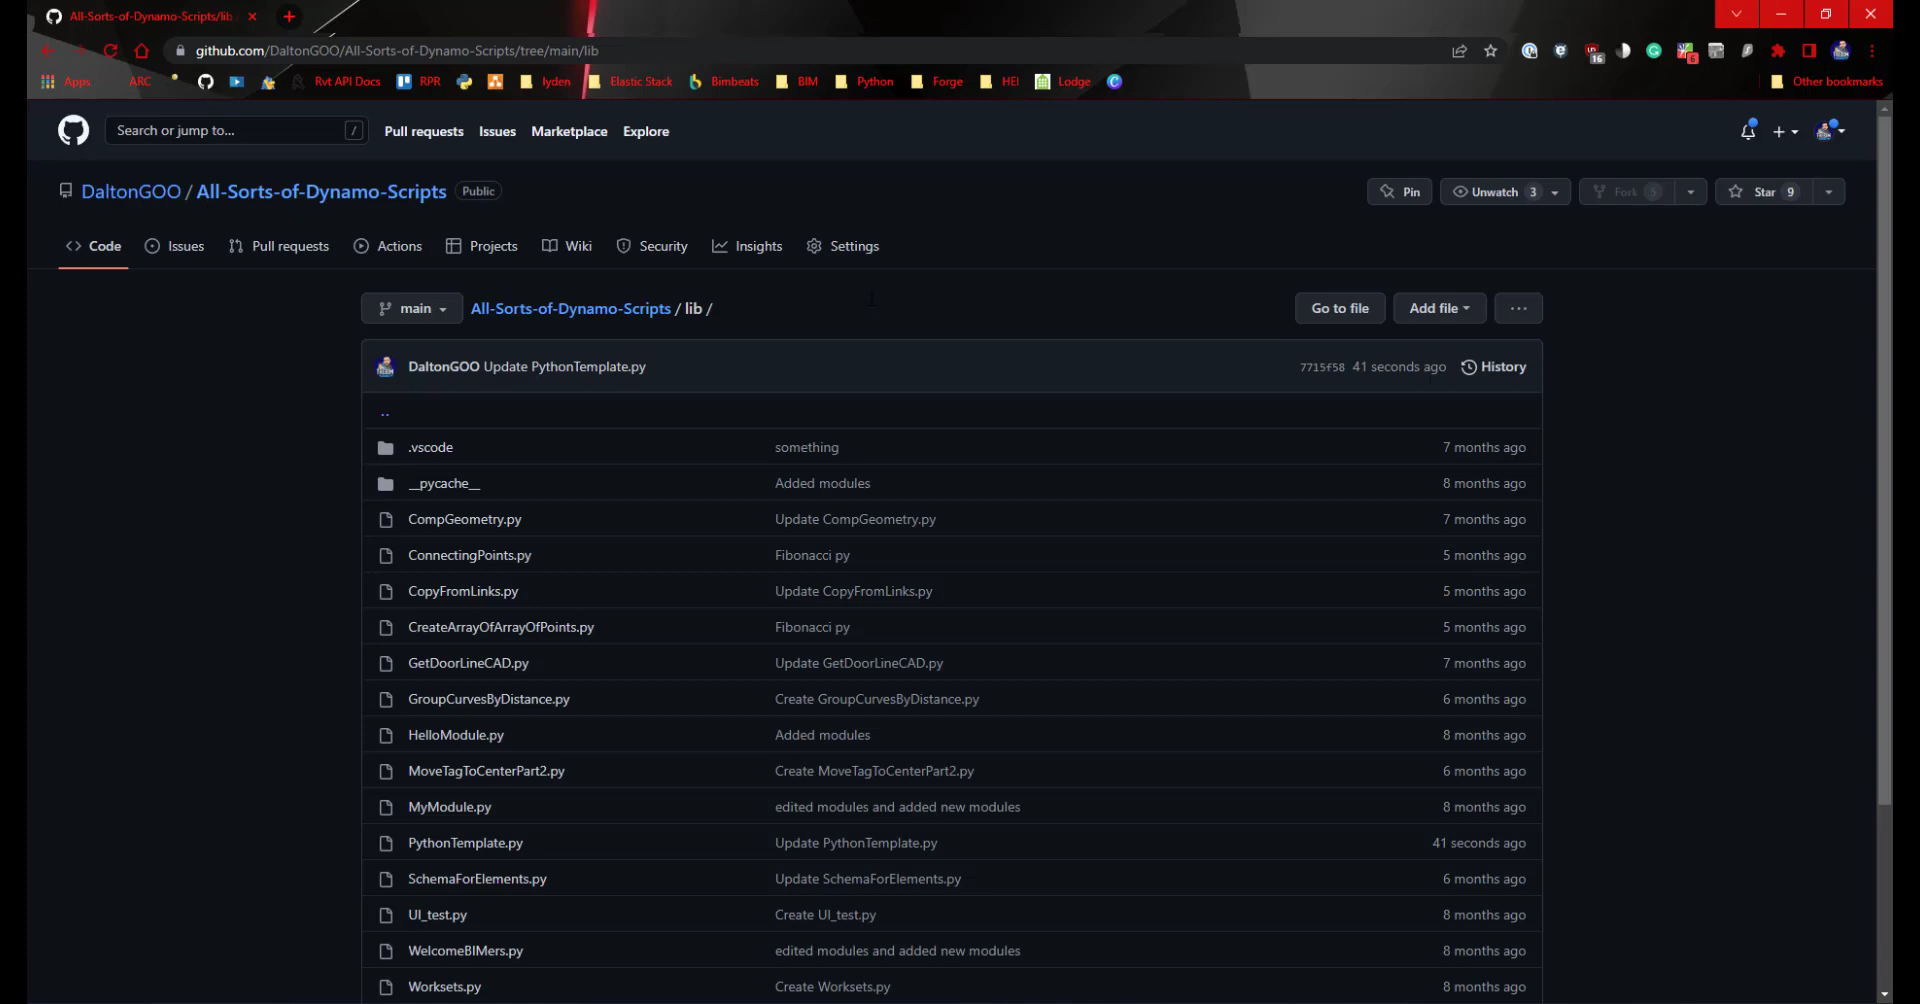 All-Sorts-of-Dynamo-Scripts/lib
github.com/DaltonGOO/All-Sorts-of-Dynamo-Scripts/tree/main/lib
16
6
Apps ARC Rvt API Docs RPR Iyden Elastic Stack Bimbeats BIM Python Forge HEI Lodge Other bookmarks
Search or jump to... / Pull requests Issues Marketplace Explore
DaltonGOO / All-Sorts-of-Dynamo-Scripts Public Pin Unwatch 3 Fork 5 Star 9
Code Issues Pull requests Actions Projects Wiki Security Insights Settings
main All-Sorts-of-Dynamo-Scripts / lib / Go to file Add file ...
DaltonGOO Update PythonTemplate.py 7715f58 41 seconds ago History
..
.vscode something 7 months ago
__pycache__ Added modules 8 months ago
CompGeometry.py Update CompGeometry.py 7 months ago
ConnectingPoints.py Fibonacci py 5 months ago
CopyFromLinks.py Update CopyFromLinks.py 5 months ago
CreateArrayOfArrayOfPoints.py Fibonacci py 5 months ago
GetDoorLineCAD.py Update GetDoorLineCAD.py 7 months ago
GroupCurvesByDistance.py Create GroupCurvesByDistance.py 6 months ago
HelloModule.py Added modules 8 months ago
MoveTagToCenterPart2.py Create MoveTagToCenterPart2.py 6 months ago
MyModule.py edited modules and added new modules 8 months ago
PythonTemplate.py Update PythonTemplate.py 41 seconds ago
SchemaForElements.py Update SchemaForElements.py 6 months ago
UI_test.py Create UI_test.py 8 months ago
WelcomeBIMers.py edited modules and added new modules 8 months ago
Worksets.py Create Worksets.py 8 months ago